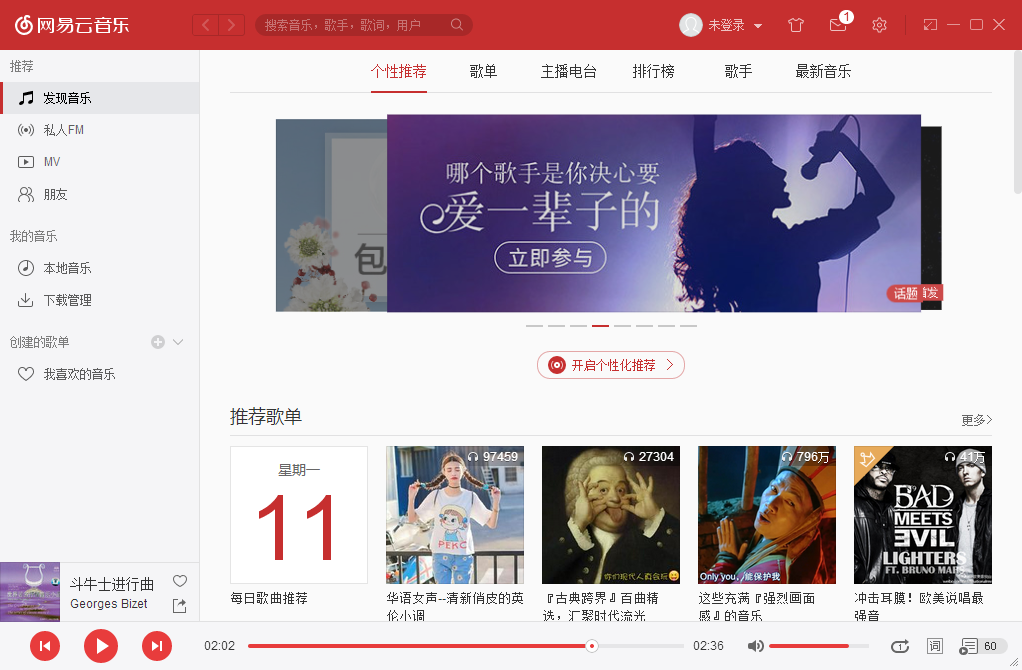 网易云音乐
搜索音乐，歌手，歌词，用户
未登录
1
推荐
发现音乐
私人FM
MV
朋友
我的音乐
本地音乐
下载管理
创建的歌单
我喜欢的音乐
个性推荐 歌单 主播电台 排行榜 歌手 最新音乐
包
哪个歌手是你决心要
爱一辈子的
立即参与
话题
首发
开启个性化推荐
推荐歌单
更多
星期一
11
每日歌曲推荐
97459
PEKO
华语女声--清新俏皮的英
伦小调
27304
你们现代人真会玩
『古典跨界』百曲精
选，汇聚时代流光
796万
Only you，能保护我
这些充满『强烈画面
感』的音乐
41万
BAD
MEETS
EVIL
LIGHTERS
FT. BRUNO MARS
冲击耳膜！欧美说唱最
强音
斗牛士进行曲
Georges Bizet
02:02
02:36
1
词
60